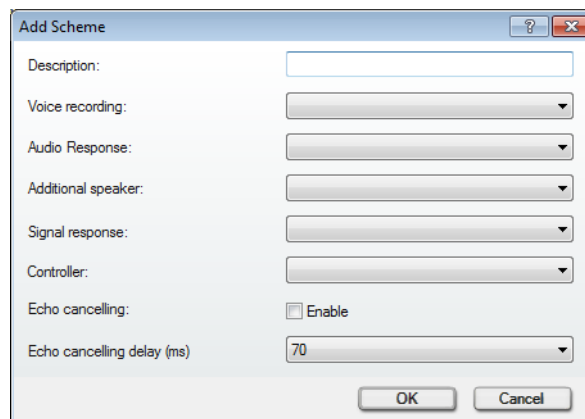 Add Scheme
Description:
Voice recording:
Audio Response:
Additional speaker:
Signal response:
Controller:
Echo cancelling: Enable
Echo cancelling delay (ms) 70
OK Cancel